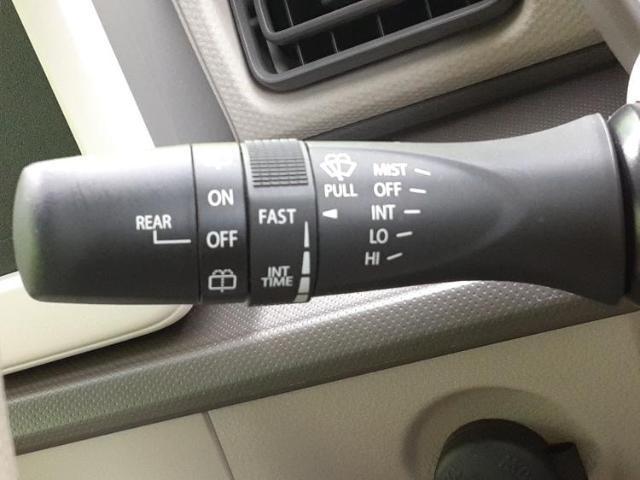 REAR
ON
OFF
FAST
INT
TIME
PULL
MIST
OFF
INT
LO
HI